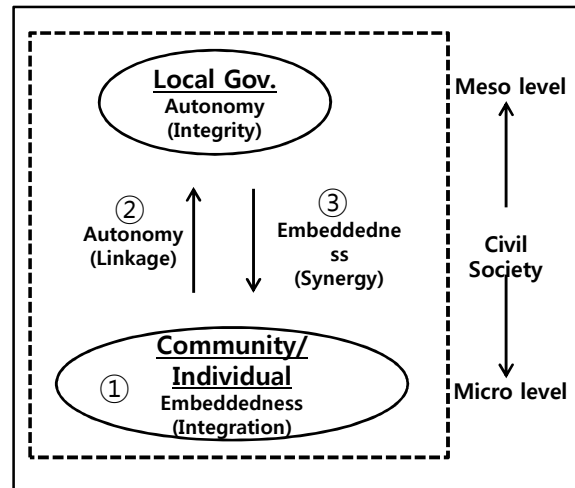 Local Gov.
Autonomy
(Integrity)
Meso level
②
Autonomy
(Linkage)
③
Embeddedne
ss
(Synergy)
Civil
Society
①
Community/
Individual
Embeddedness
(Integration)
Micro level